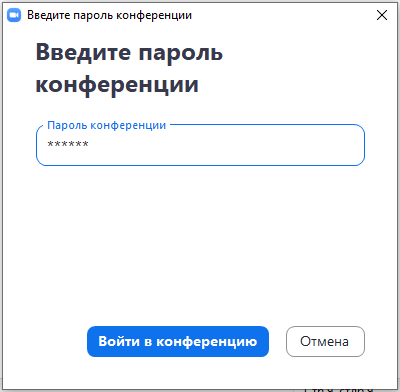 Введите пароль конференции
Введите пароль
конференции
Пароль конференции
******
Войти в конференцию
Отмена